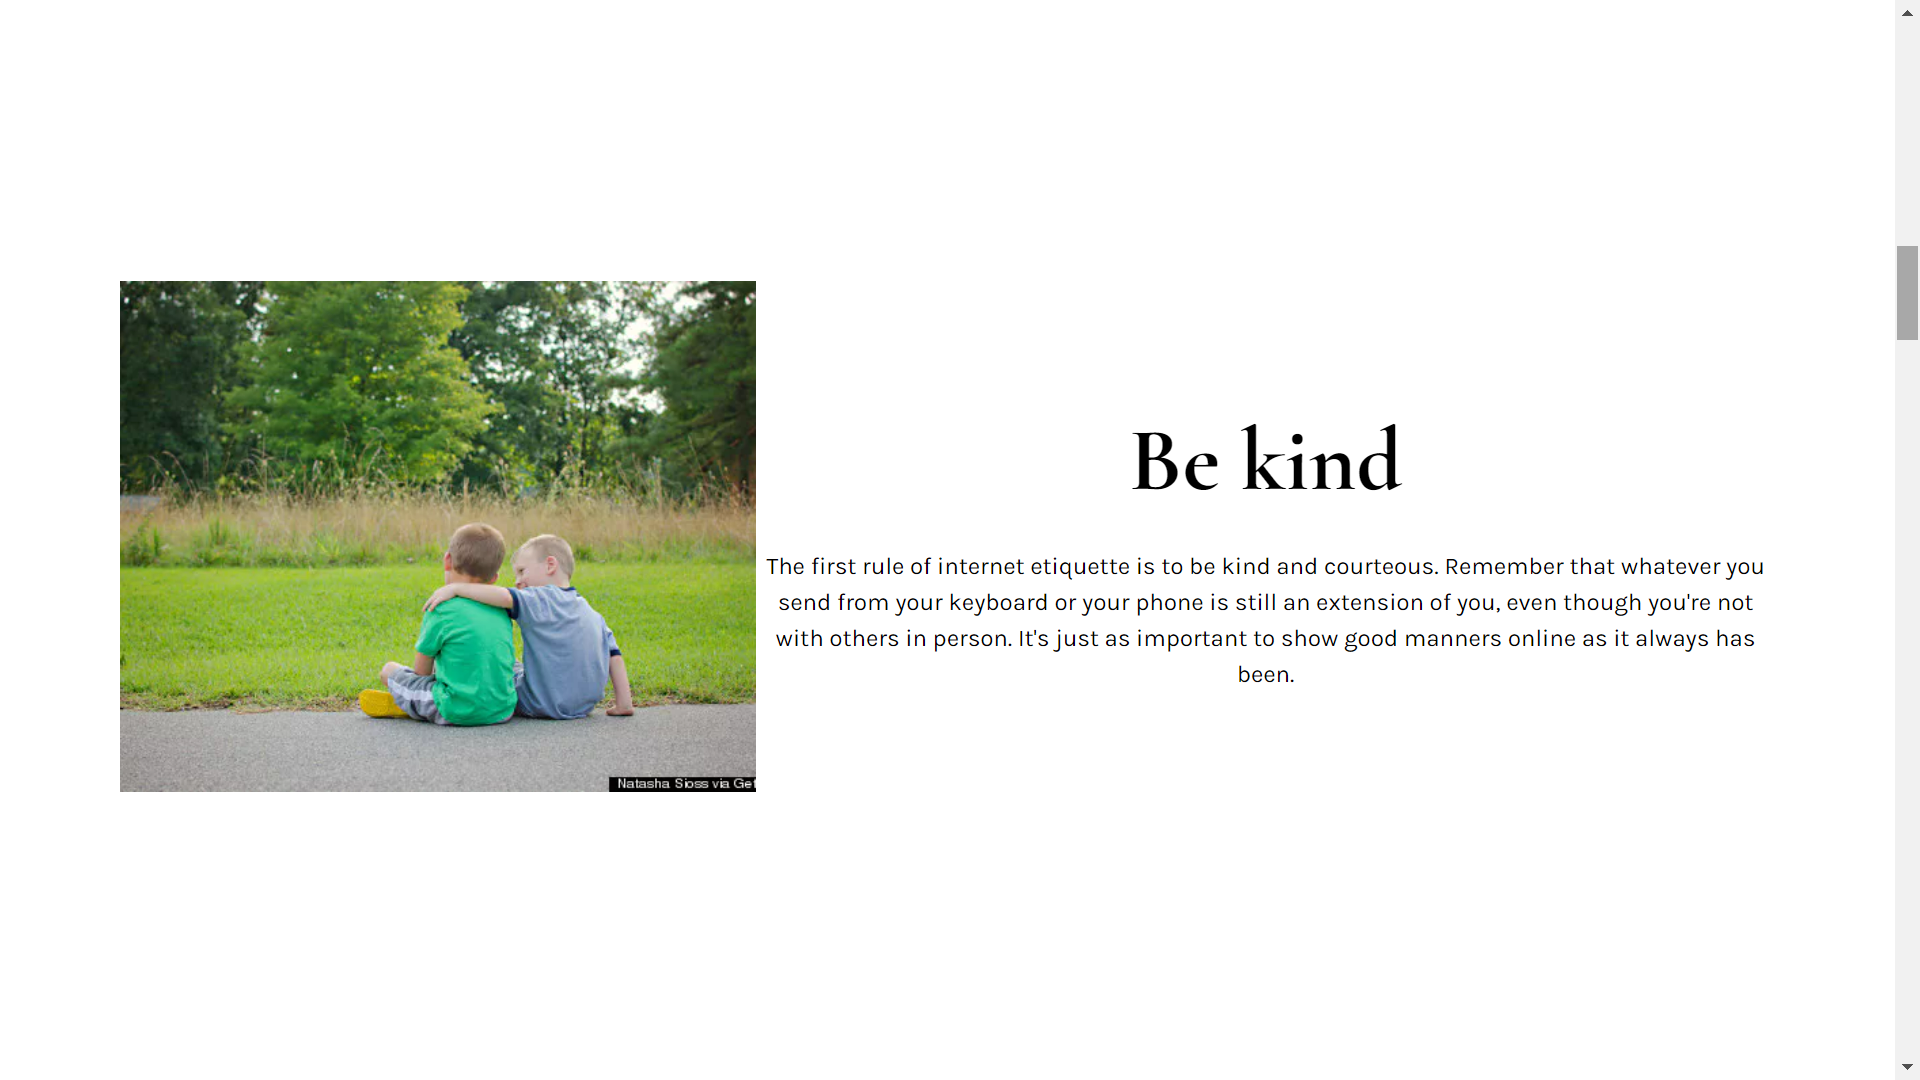 Be kind
The first rule of internet etiquette is to be kind and courteous. Remember that whatever you
send from your keyboard or your phone is still an extension of you, even though you're not
with others in person. It's just as important to show good manners online as it always has
been.
Natasha Sioss via Get